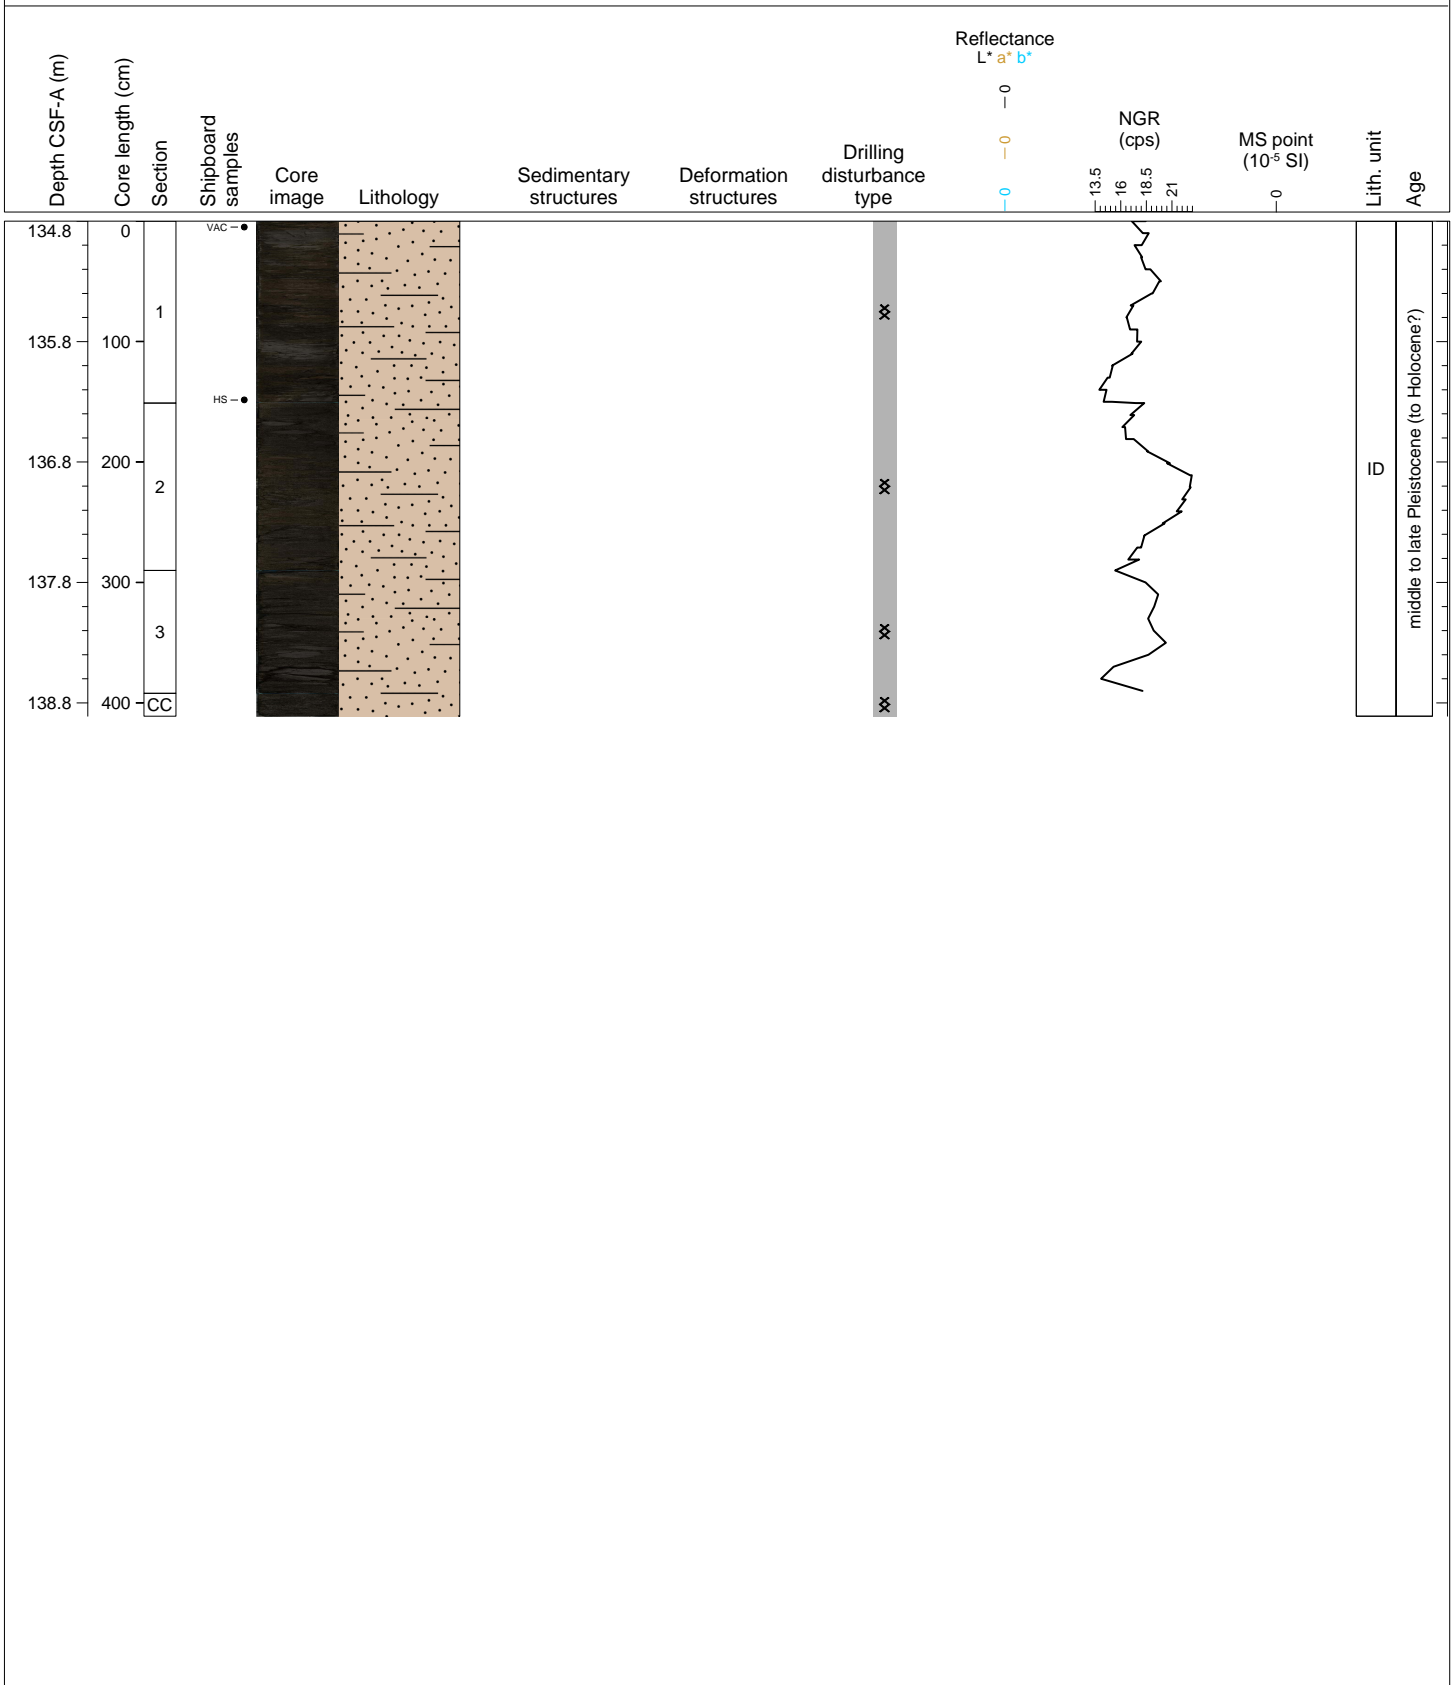 Depth CSF-A (m)
Core length (cm)
Section
Shipboard
samples
Core
image
Lithology
Sedimentary
structures
Deformation
structures
Drilling
disturbance
type
Reflectance
L* a* b*
0
0
0
NGR
(cps)
13.5
16
18.5
21
MS point
(10-5 SI)
0
Lith. unit
Age
134.8
135.8
136.8
137.8
138.8
0
100
200
300
400
1
2
3
CC
VAC
HS
ID
middle to late Pleistocene (to Holocene?)